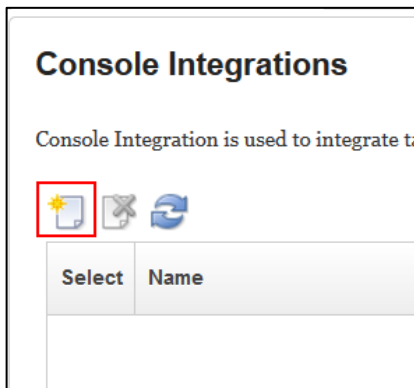 Console Integrations
Console Integration is used to integrate
Select Name